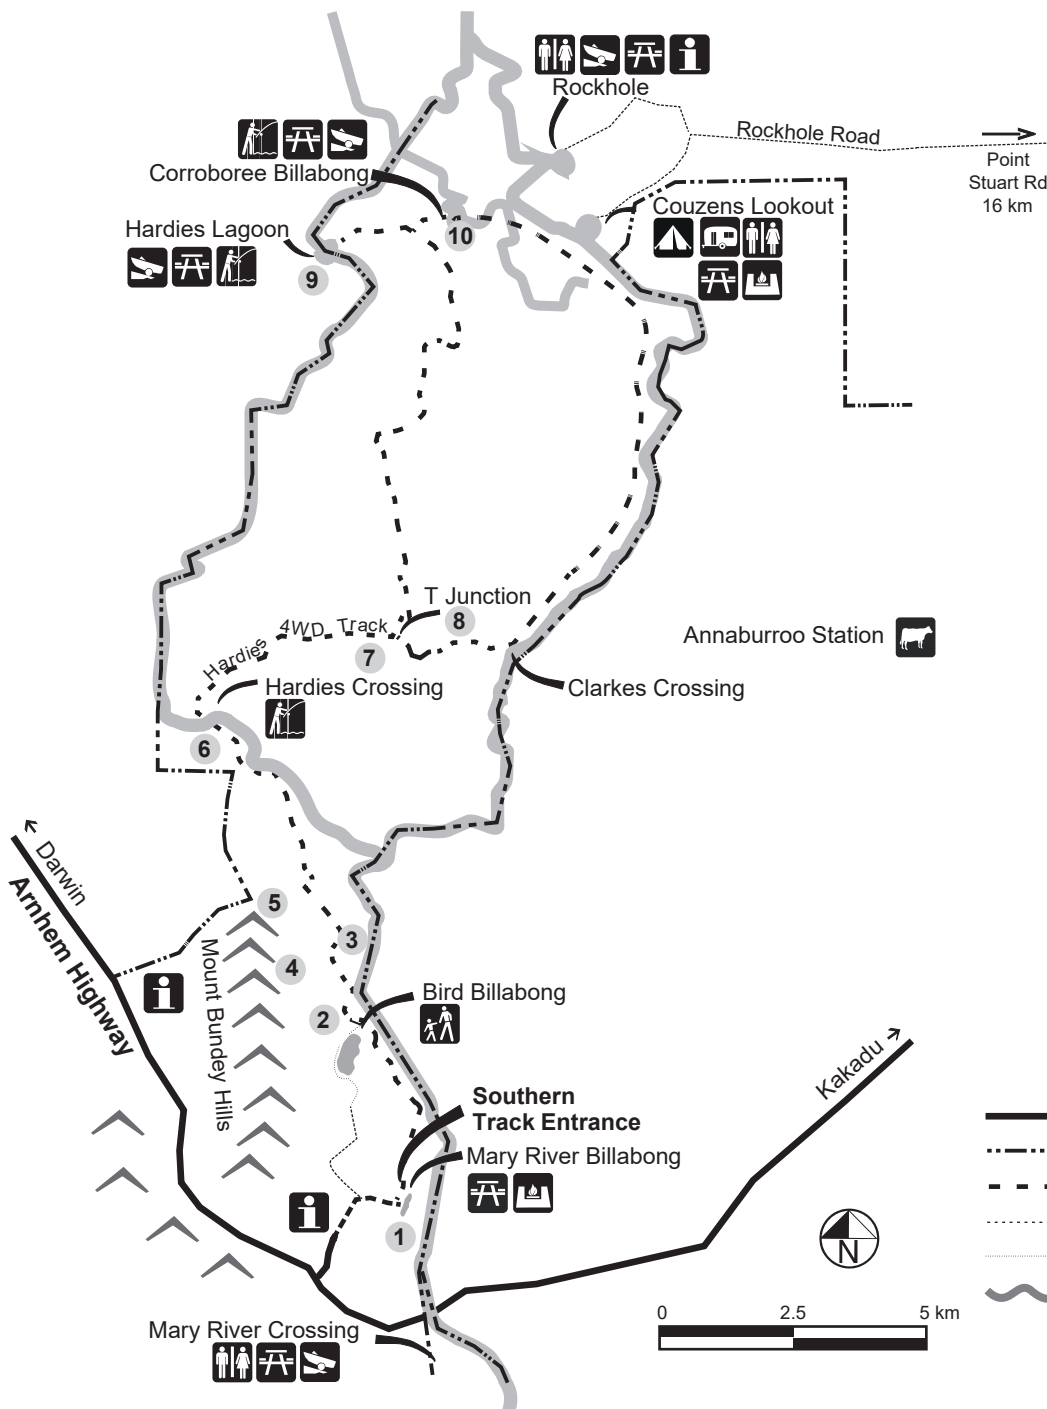 Rockhole
Rockhole Road
Point
Stuart Rd
16 km
Corroboree Billabong
Couzens Lookout
Hardies Lagoon
10
9
T Junction
8
Hardies 4WD Track
7
Annaburroo Station
Hardies Crossing
Clarkes Crossing
6
Darwin
Arnhem Highway
5
3
4
Mount Bundey Hills
2
Bird Billabong
Kakadu
Southern
Track Entrance
Mary River Billabong
1
N
0 2.5 5 km
Mary River Crossing